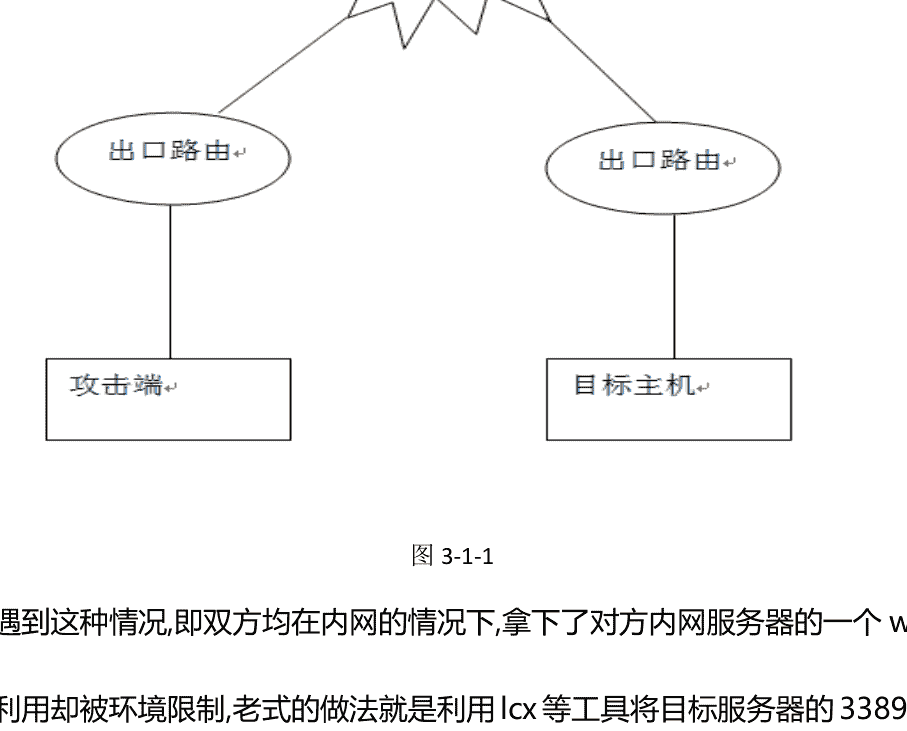 出口路由
出口路由
攻击端
目标主机
图 3-1-1
遇到这种情况,即双方均在内网的情况下,拿下了对方内网服务器的一个 w
利用却被环境限制,老式的做法就是利用 lcx 等工具将目标服务器的 3389